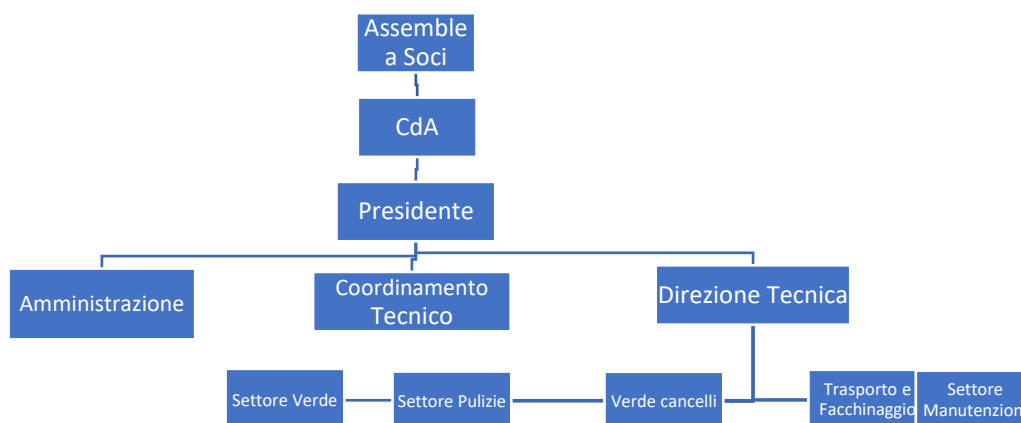 Assemble
a Soci
CdA
Presidente
Amministrazione
Coordinamento
Tecnico
Direzione Tecnica
Settore Verde
Settore Pulizie
Verde cancelli
Trasporto e
Facchinaggio
Settore
Manutenzion